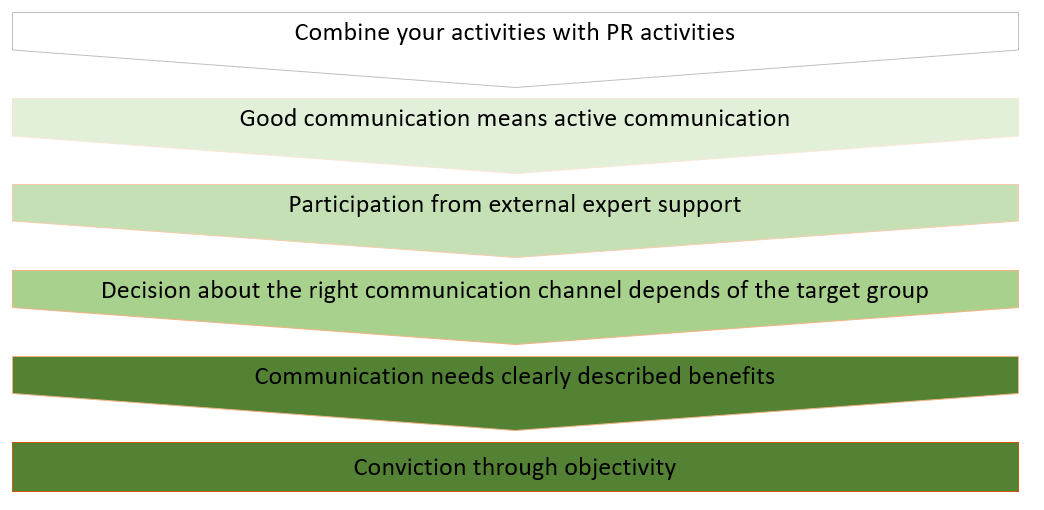 Combine your activities with PR activities
Good communication means active communication
Participation from external expert support
Decision about the right communication channel depends of the target group
Communication needs clearly described benefits
Conviction through objectivity